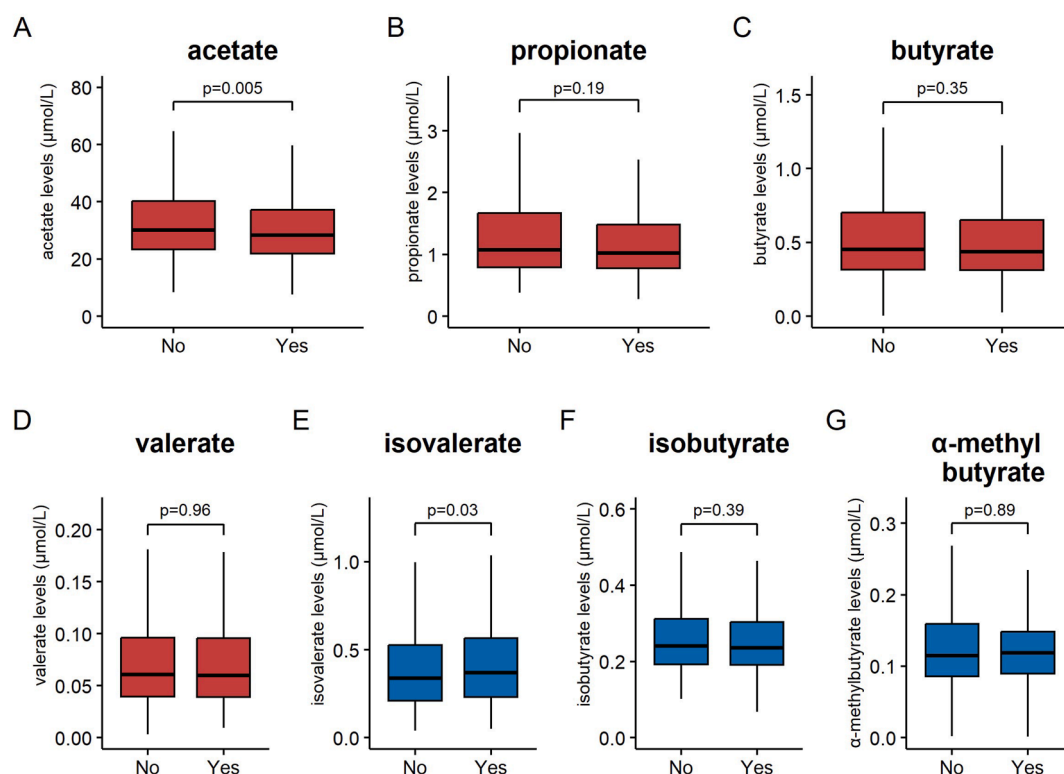 A
acetate
acetate levels (µmol/L)
80
60
40
20
0
p=0.005
No
Yes
B
propionate
propionate levels (µmol/L)
3
2
1
0
p=0.19
No
Yes
C
butyrate
butyrate levels (µmol/L)
1.5
1.0
0.5
0.0
p=0.35
No
Yes
D
valerate
valerate levels (µmol/L)
0.20
0.15
0.10
0.05
0.00
p=0.96
No
Yes
E
isovalerate
isovalerate levels (µmol/L)
1.0
0.5
0.0
p=0.03
No
Yes
F
isobutyrate
isobutyrate levels (µmol/L)
0.6
0.4
0.2
0.0
p=0.39
No
Yes
G
α-methyl
butyrate
α-methylbutyrate levels (µmol/L)
0.3
0.2
0.1
0.0
p=0.89
No
Yes